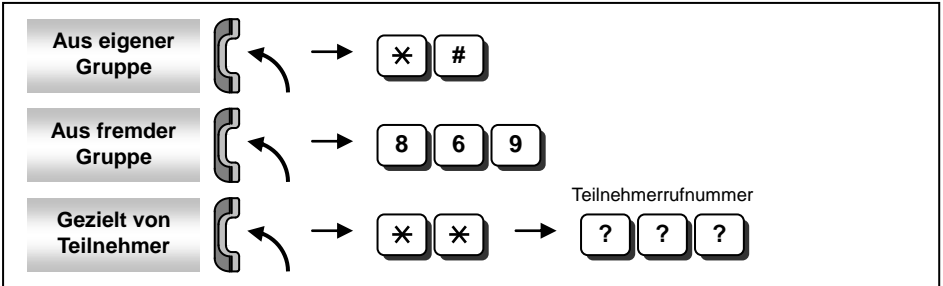 Aus eigener
Gruppe
* #
Aus fremder
Gruppe
8 6 9
Teilnehmerrufnummer
Gezielt von
Teilnehmer
* * ? ? ?